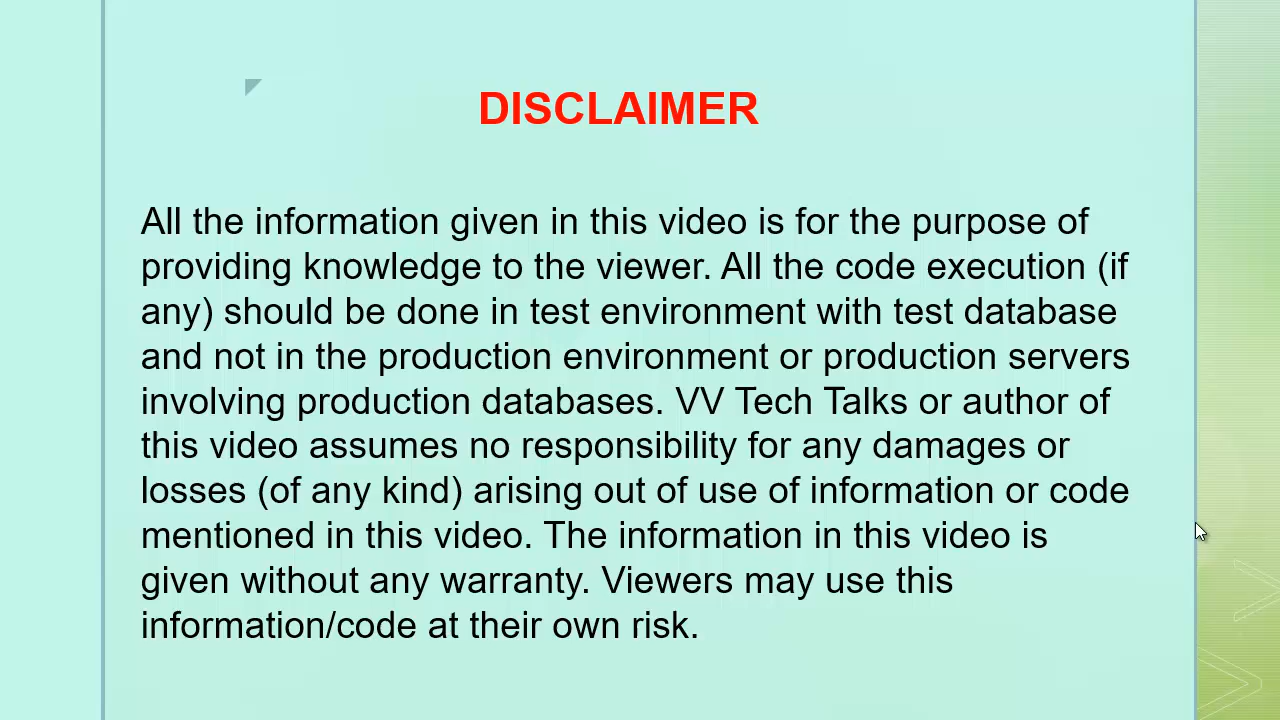 DISCLAIMER
All the information given in this video is for the purpose of
providing knowledge to the viewer. All the code execution (if
any) should be done in test environment with test database
and not in the production environment or production servers
involving production databases. VV Tech Talks or author of
this video assumes no responsibility for any damages or
losses (of any kind) arising out of use of information or code
mentioned in this video. The information in this video is
given without any warranty. Viewers may use this
information/code at their own risk.